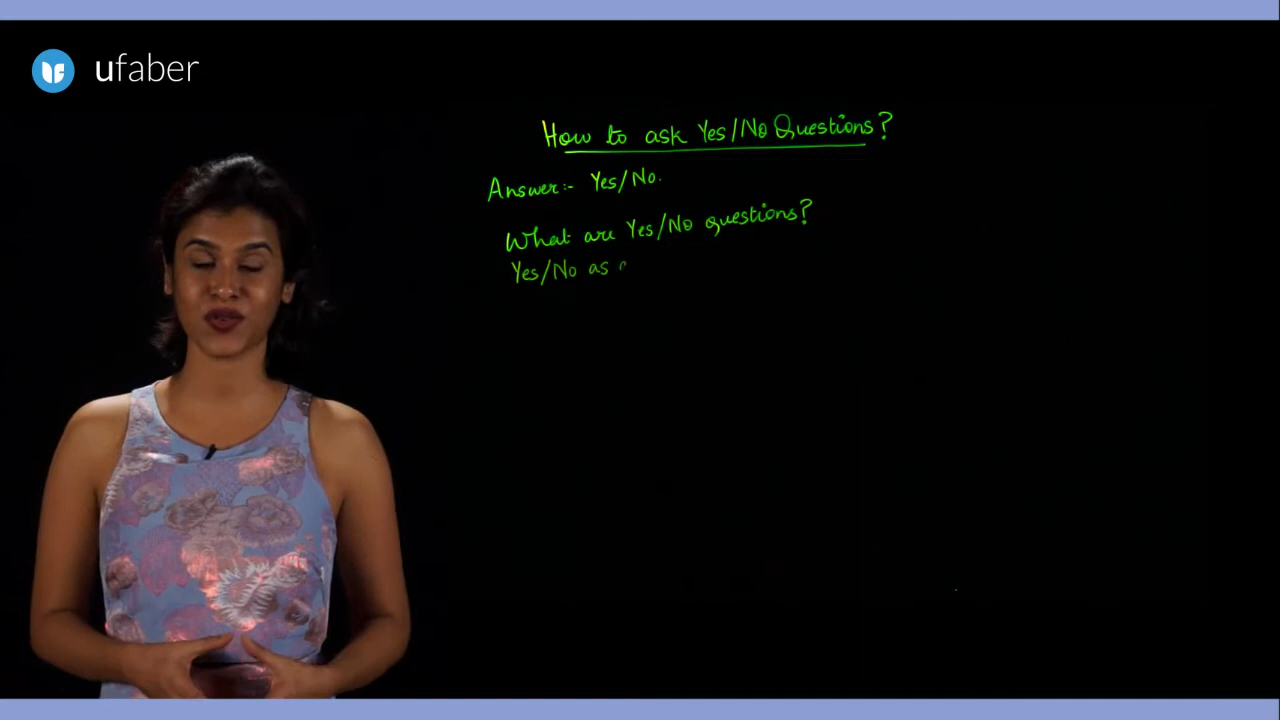 ufaber
How to ask Yes/No Questions?
Answer:- Yes/No.
What are Yes/No questions?
Yes/No as